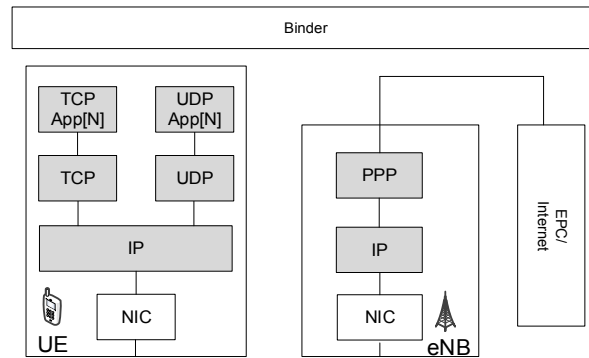 Binder
TCP
App[N]
UDP
App[N]
TCP
UDP
IP
NIC
UE
PPP
IP
NIC
eNB
EPC/
Internet